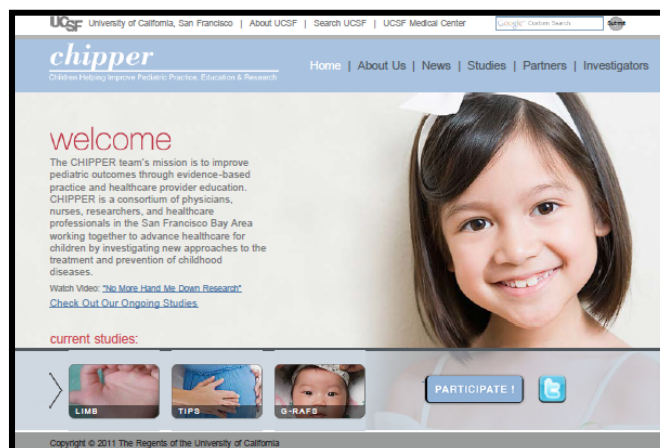 UCSF University of California, San Francisco | About UCSF | Search UCSF | UCSF Medical Center Google™ Custom Search Submit
chipper
Children Helping Improve Pediatric Practice, Education & Research
Home | About Us | News | Studies | Partners | Investigators
welcome
The CHIPPER team's mission is to improve
pediatric outcomes through evidence-based
practice and healthcare provider education.
CHIPPER is a consortium of physicians,
nurses, researchers, and healthcare
professionals in the San Francisco Bay Area
working together to advance healthcare for
children by investigating new approaches to the
treatment and prevention of childhood
diseases.
Watch Video: "No More Hand Me Down Research"
Check Out Our Ongoing Studies
current studies:
LIMB TIPS G-RAFS
PARTICIPATE !
Copyright © 2011 The Regents of the University of California